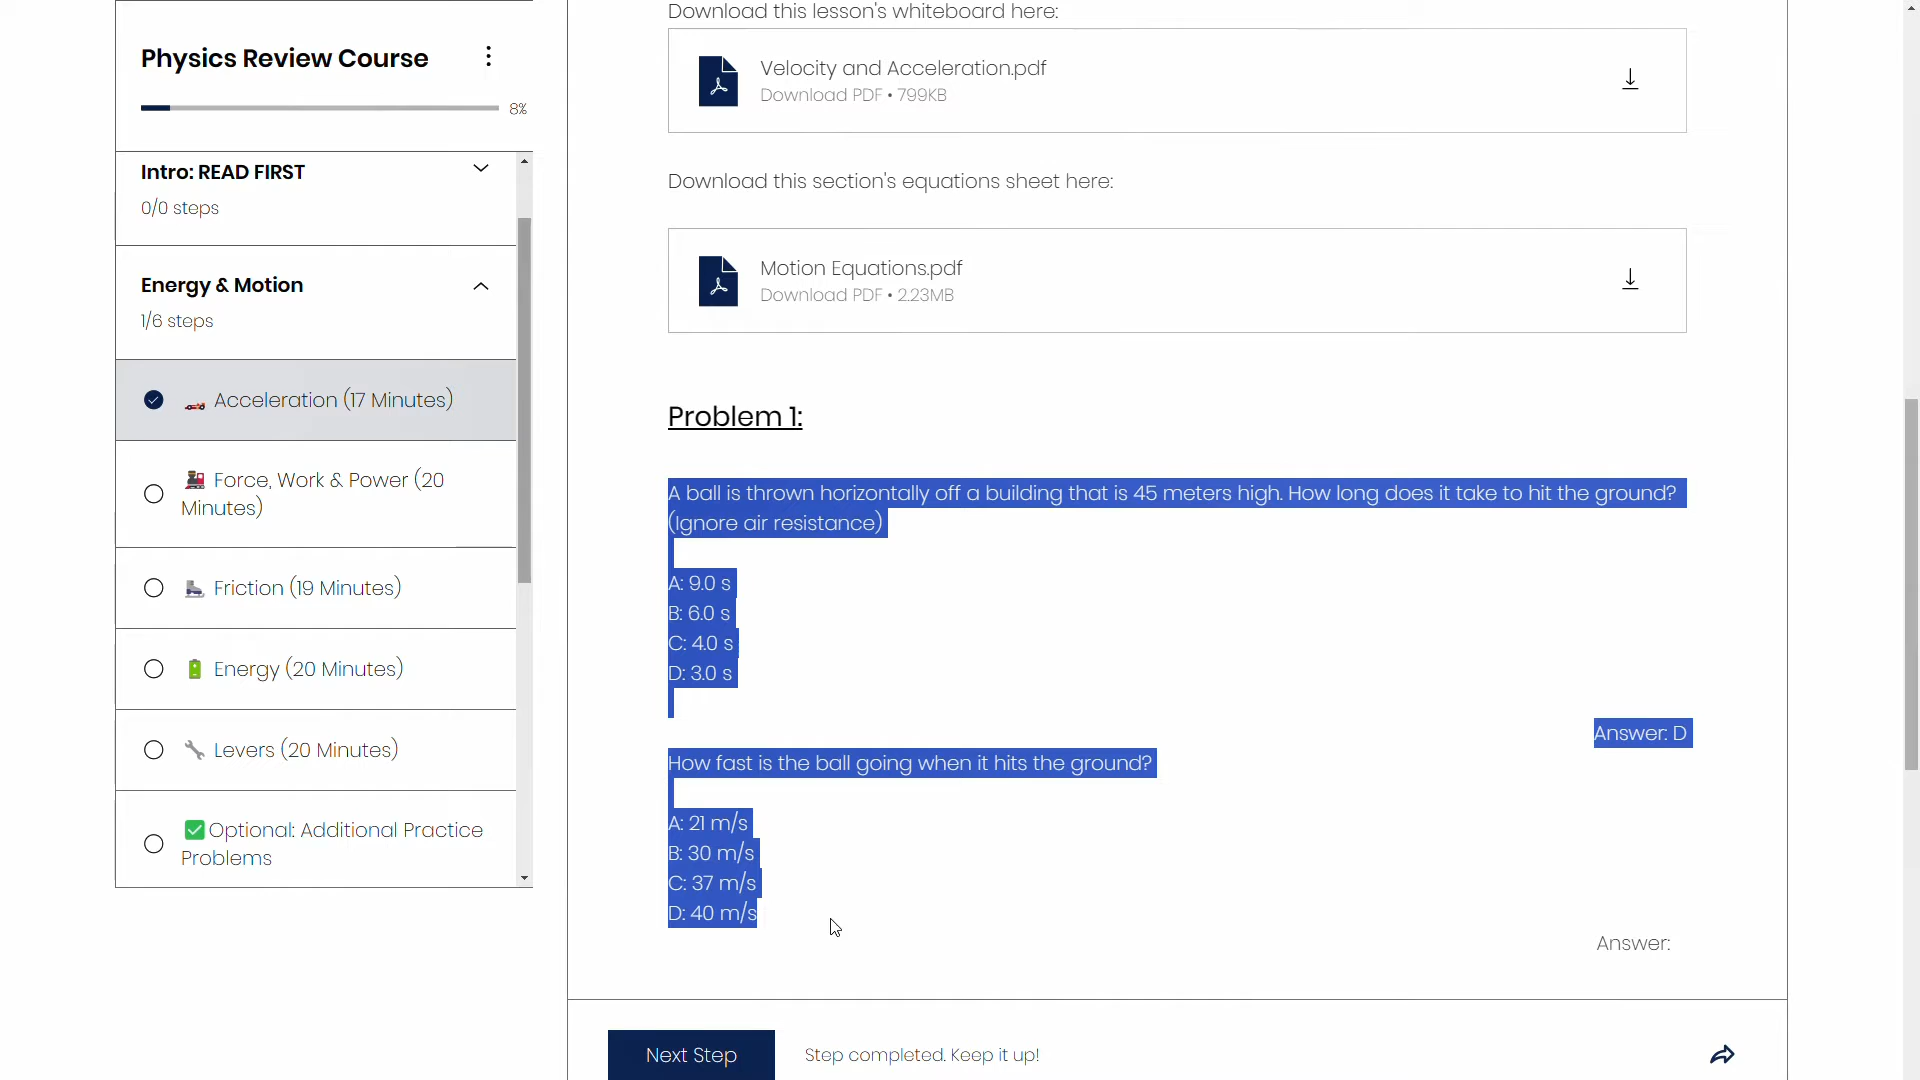 Physics Review Course
8%
Intro: READ FIRST
0/0 steps
Energy & Motion
1/6 steps
Acceleration (17 Minutes)
Force, Work & Power (20
Minutes)
Friction (19 Minutes)
Energy (20 Minutes)
Levers (20 Minutes)
Optional: Additional Practice
Problems
Download this lesson's whiteboard here:
Velocity and Acceleration.pdf
Download PDF • 799KB
Download this section's equations sheet here:
Motion Equations.pdf
Download PDF • 2.23MB
Problem 1:
A ball is thrown horizontally off a building that is 45 meters high. How long does it take to hit the ground?
(Ignore air resistance)
A: 9.0 s
B: 6.0 s
C: 4.0 s
D: 3.0 s
Answer: D
How fast is the ball going when it hits the ground?
A: 21 m/s
B: 30 m/s
C: 37 m/s
D: 40 m/s
Answer:
Next Step
Step completed. Keep it up!